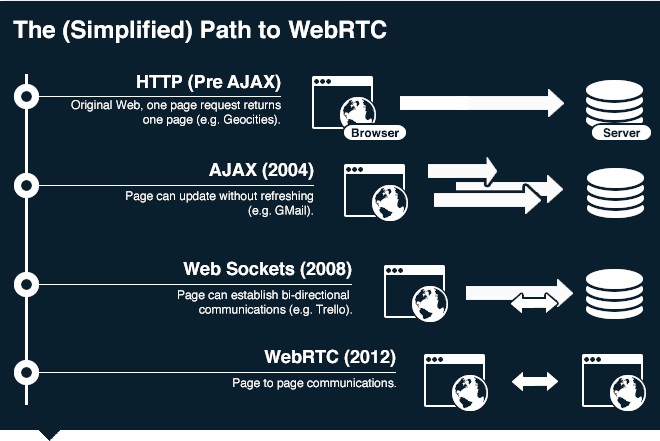 The (Simplified) Path to WebRTC
HTTP (Pre AJAX)
Original Web, one page request returns
one page (e.g. Geocities).
Browser
Server
AJAX (2004)
Page can update without refreshing
(e.g. GMail).
Web Sockets (2008)
Page can establish bi-directional
communications (e.g. Trello).
WebRTC (2012)
Page to page communications.